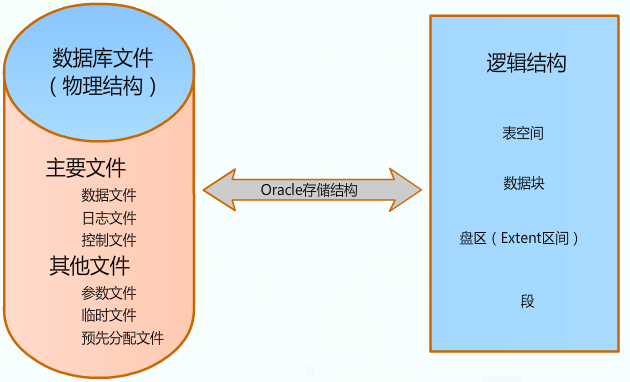 数据库文件
（物理结构）
主要文件
数据文件
日志文件
控制文件
其他文件
参数文件
临时文件
预先分配文件
Oracle存储结构
逻辑结构
表空间
数据块
盘区（Extent区间）
段